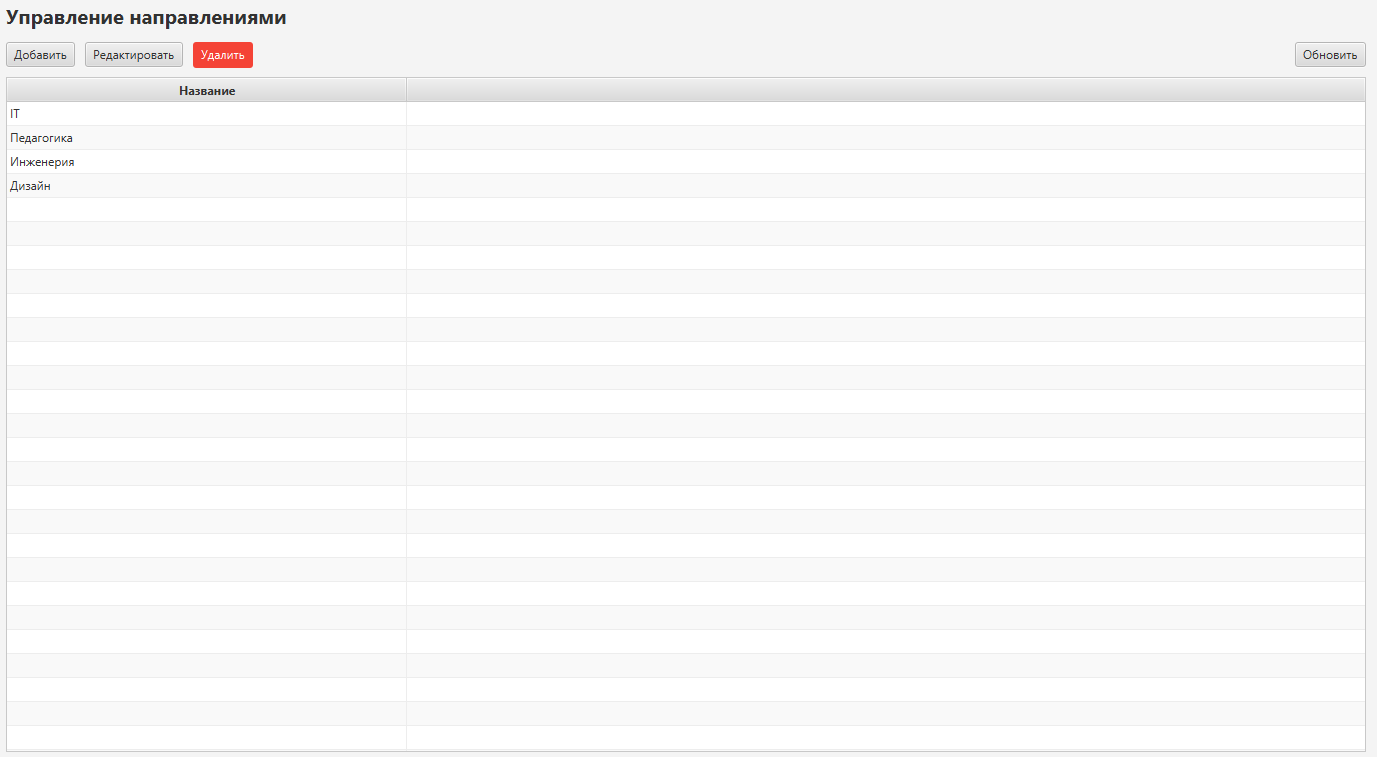 Управление направлениями
Добавить Редактировать Удалить Обновить
Название
IT
Педагогика
Инженерия
Дизайн